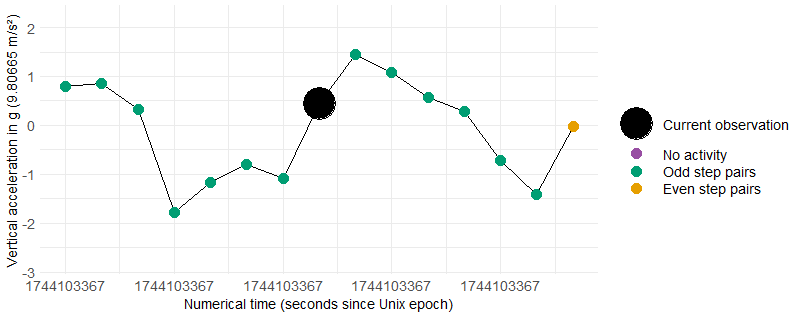 Vertical acceleration in g (9.80665 m/s²)
2
1
0
-1
-2
-3
1744103367 1744103367 1744103367 1744103367 1744103367
Numerical time (seconds since Unix epoch)
Current observation
No activity
Odd step pairs
Even step pairs